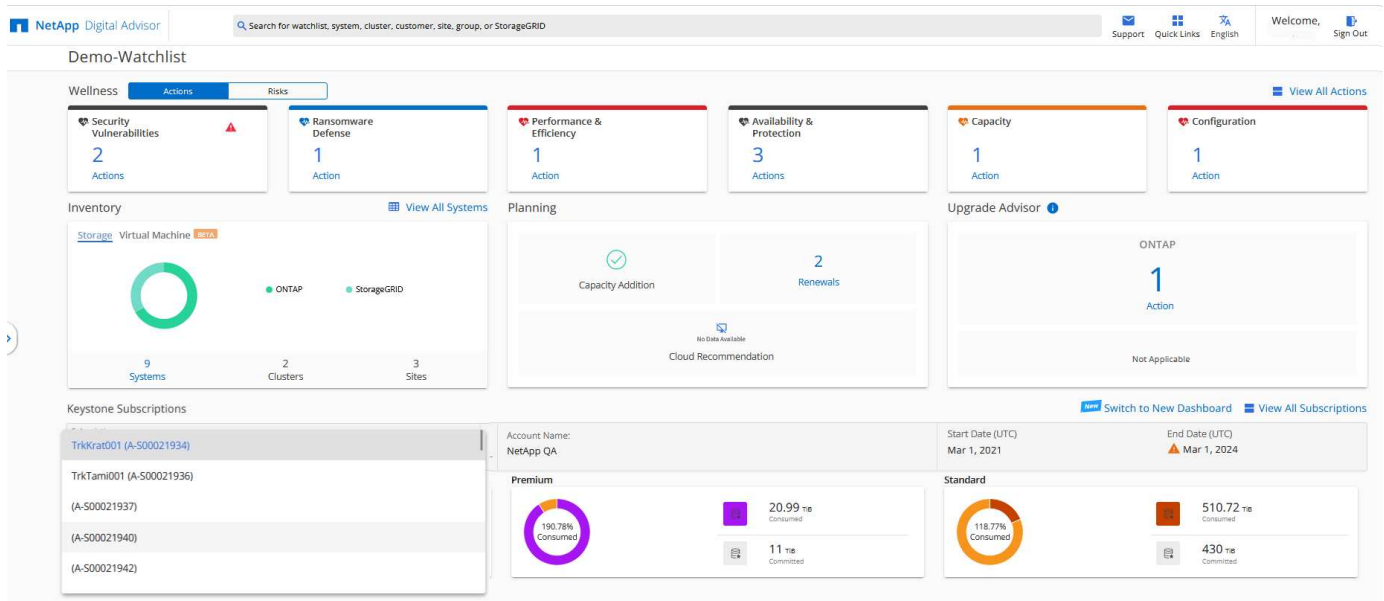 NetApp Digital Advisor
Search for watchlist, system, cluster, customer, site, group, or StorageGRID
Support
Quick Links
English
Welcome,
Sign Out
Demo-Watchlist
Wellness
Actions
Risks
View All Actions
Security
Vulnerabilities
2
Actions
Ransomware
Defense
1
Action
Performance &
Efficiency
1
Action
Availability &
Protection
3
Actions
Capacity
1
Action
Configuration
1
Action
Inventory
View All Systems
Storage
Virtual Machine BETA
ONTAP
StorageGRID
9
Systems
2
Clusters
3
Sites
Planning
Capacity Addition
2
Renewals
No Data Available
Cloud Recommendation
Upgrade Advisor
ONTAP
1
Action
Not Applicable
Keystone Subscriptions
New Switch to New Dashboard
View All Subscriptions
TrkKrat001 (A-S00021934)
TrkTami001 (A-S00021936)
(A-S00021937)
(A-S00021940)
(A-S00021942)
Account Name:
NetApp QA
Start Date (UTC)
Mar 1, 2021
End Date (UTC)
Mar 1, 2024
Premium
190.78%
Consumed
20.99 TiB
Consumed
11 TiB
Committed
Standard
118.77%
Consumed
510.72 TiB
Consumed
430 TiB
Committed